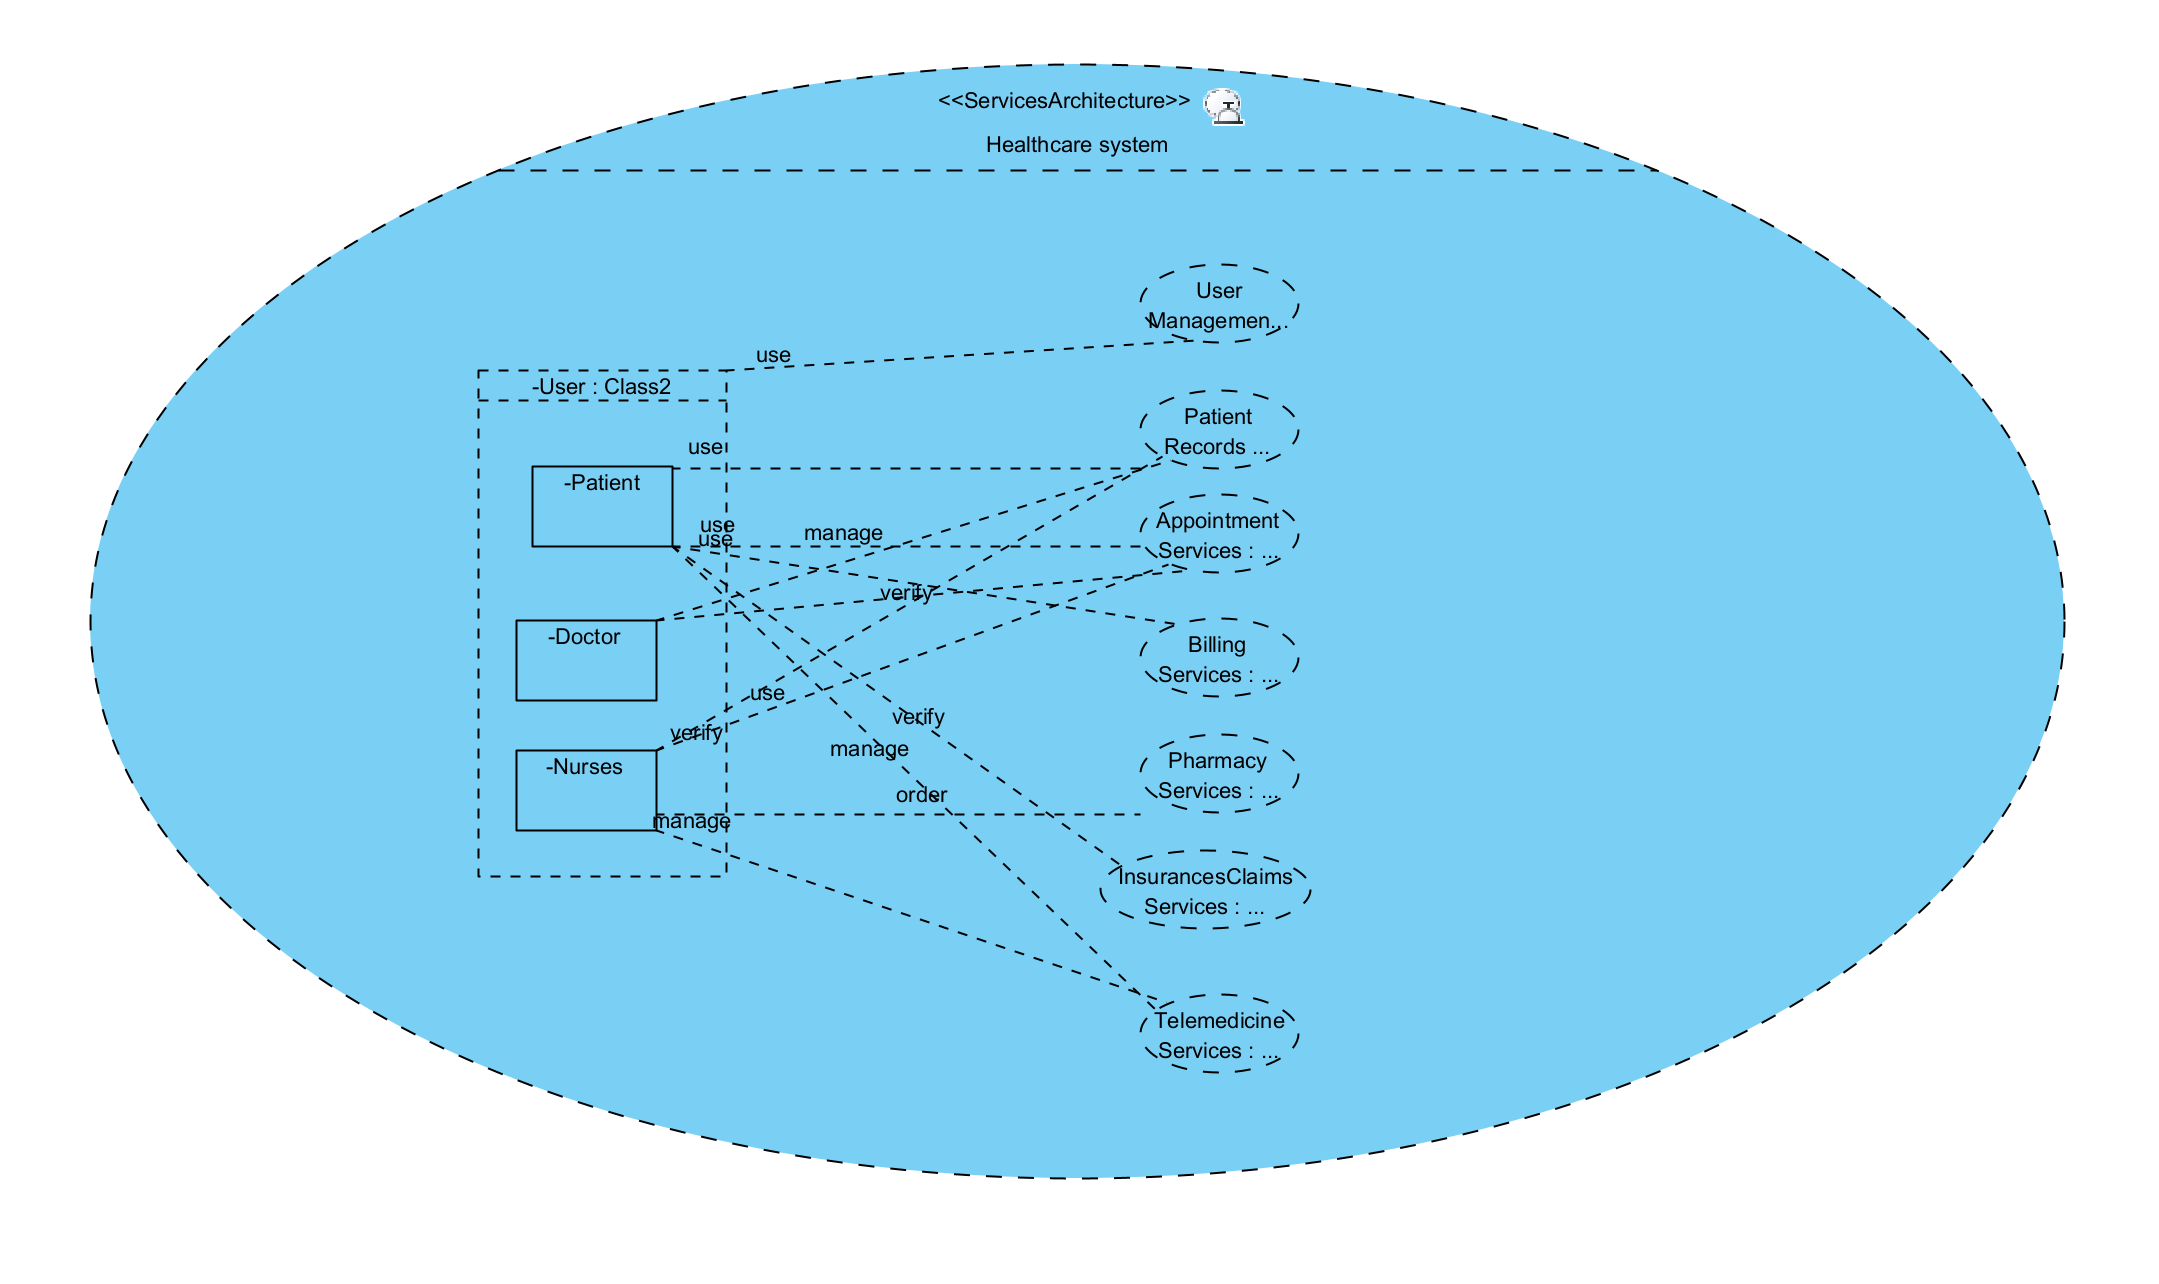 <<ServicesArchitecture>>
Healthcare system
User
Managemen...
use
-User : Class2
Patient
Records ...
use
-Patient
Appointment
Services : ...
use
use
manage
verify
-Doctor
Billing
Services : ...
use
verify
verify
manage
-Nurses
Pharmacy
Services : ...
order
manage
InsurancesClaims
Services : ...
Telemedicine
Services : ...